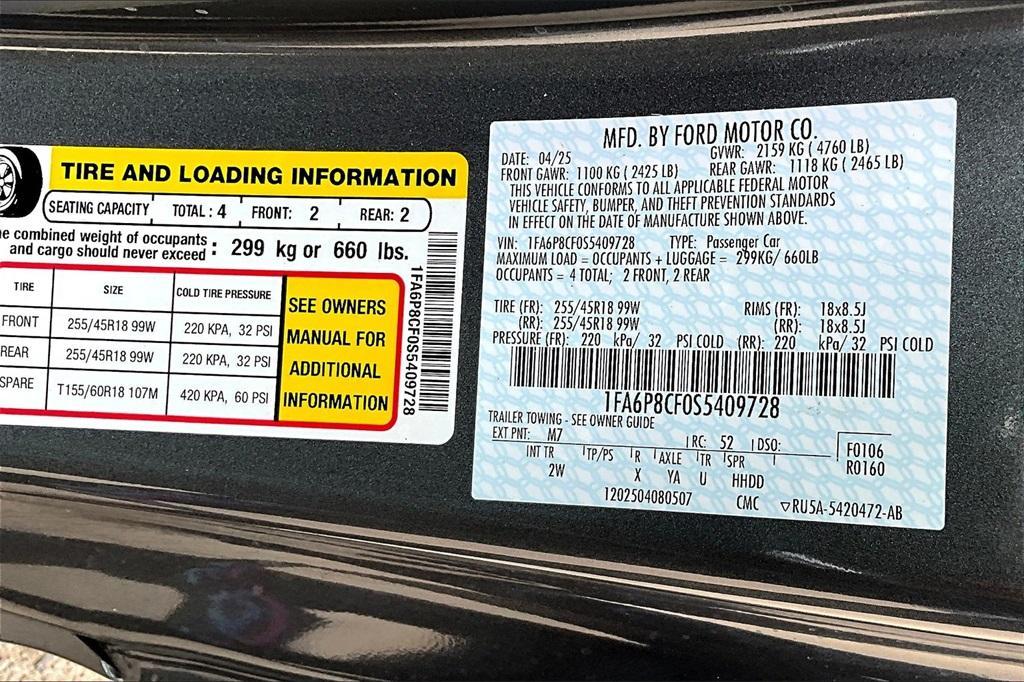 TIRE AND LOADING INFORMATION
SEATING CAPACITY TOTAL: 4 FRONT: 2 REAR: 2
combined weight of occupants
and cargo should never exceed : 299 kg or 660 lbs.
TIRE SIZE COLD TIRE PRESSURE
FRONT 255/45R18 99W 220 KPA, 32 PSI
REAR 255/45R18 99W 220 KPA, 32 PSI
SPARE T155/60R18 107M 420 KPA, 60 PSI
SEE OWNERS
MANUAL FOR
ADDITIONAL
INFORMATION
1FA6P8CF0S5409728
MFD. BY FORD MOTOR CO.
DATE: 04/25 GVWR: 2159 KG ( 4760 LB)
FRONT GAWR: 1100 KG ( 2425 LB) REAR GAWR: 1118 KG ( 2465 LB)
THIS VEHICLE CONFORMS TO ALL APPLICABLE FEDERAL MOTOR
VEHICLE SAFETY, BUMPER, AND THEFT PREVENTION STANDARDS
IN EFFECT ON THE DATE OF MANUFACTURE SHOWN ABOVE.
VIN: 1FA6P8CF0S5409728 TYPE: Passenger Car
MAXIMUM LOAD = OCCUPANTS + LUGGAGE = 299KG/ 660LB
OCCUPANTS = 4 TOTAL; 2 FRONT, 2 REAR
TIRE (FR): 255/45R18 99W RIMS (FR): 18x8.5J
(RR): 255/45R18 99W (RR): 18x8.5J
PRESSURE (FR): 220 kPa/ 32 PSI COLD (RR): 220 kPa/ 32 PSI COLD
1FA6P8CF0S5409728
TRAILER TOWING - SEE OWNER GUIDE
EXT PNT: M7 RC: 52 DSO: F0106
INT TR TP/PS R AXLE TR SPR R0160
2W X YA U HHDD
1202504080507 CMC ▽RU5A-5420472-AB